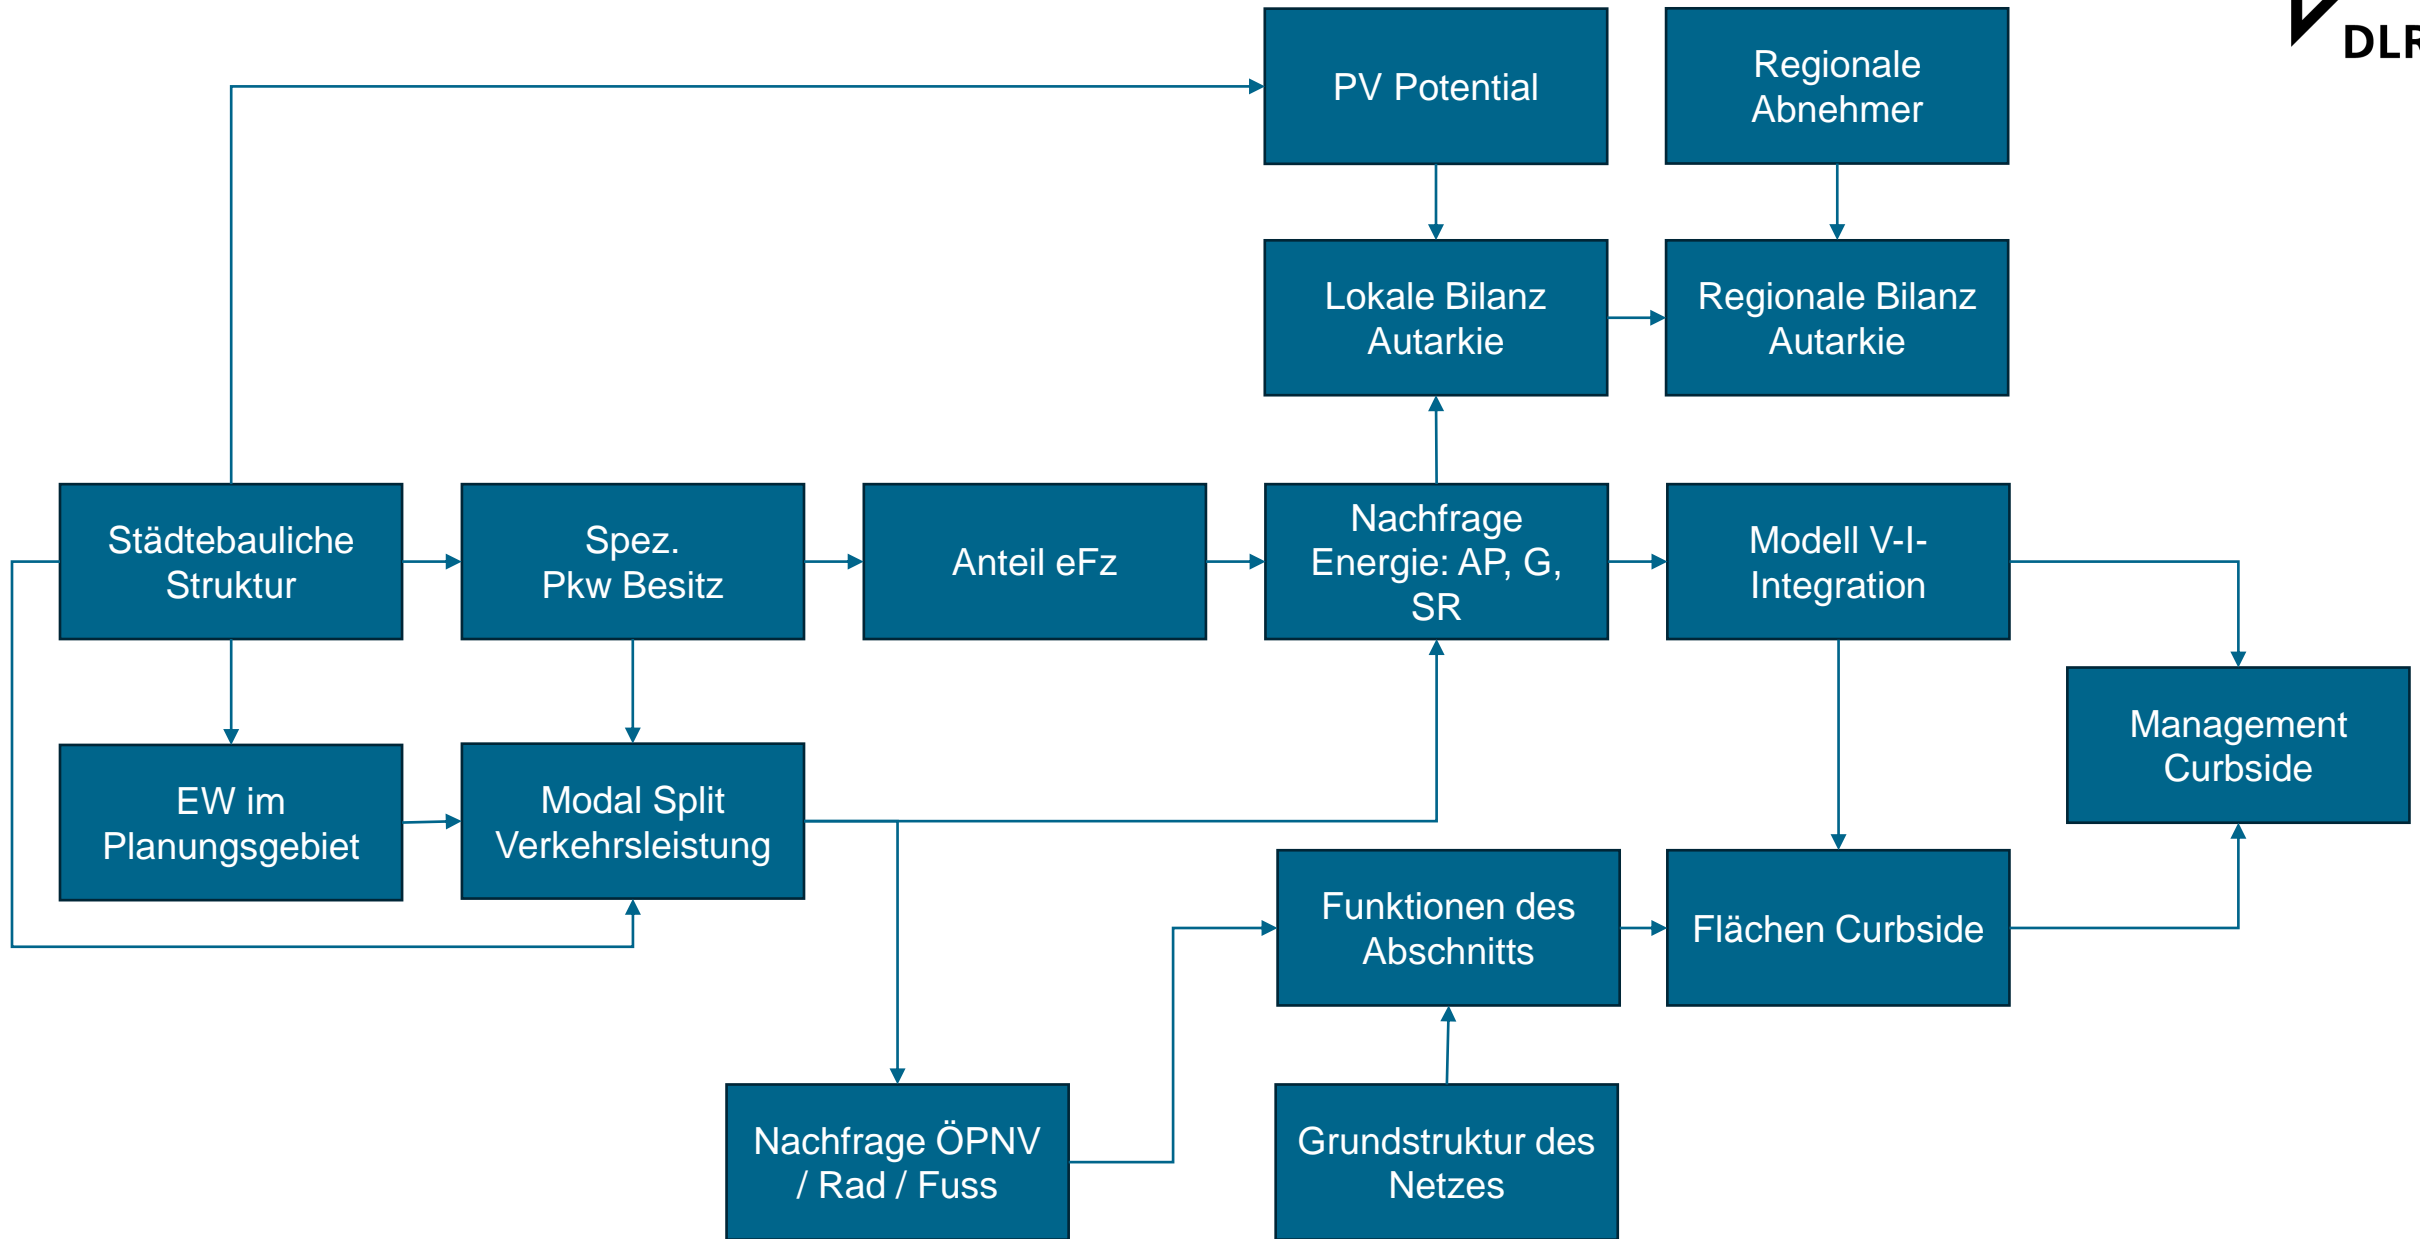 DLR
PV Potential
Regionale
Abnehmer
Lokale Bilanz
Autarkie
Regionale Bilanz
Autarkie
Städtebauliche
Struktur
Spez.
Pkw Besitz
Anteil eFz
Nachfrage
Energie: AP, G,
SR
Modell V-I-
Integration
Management
Curbside
EW im
Planungsgebiet
Modal Split
Verkehrsleistung
Funktionen des
Abschnitts
Flächen Curbside
Nachfrage ÖPNV
/ Rad / Fuss
Grundstruktur des
Netzes